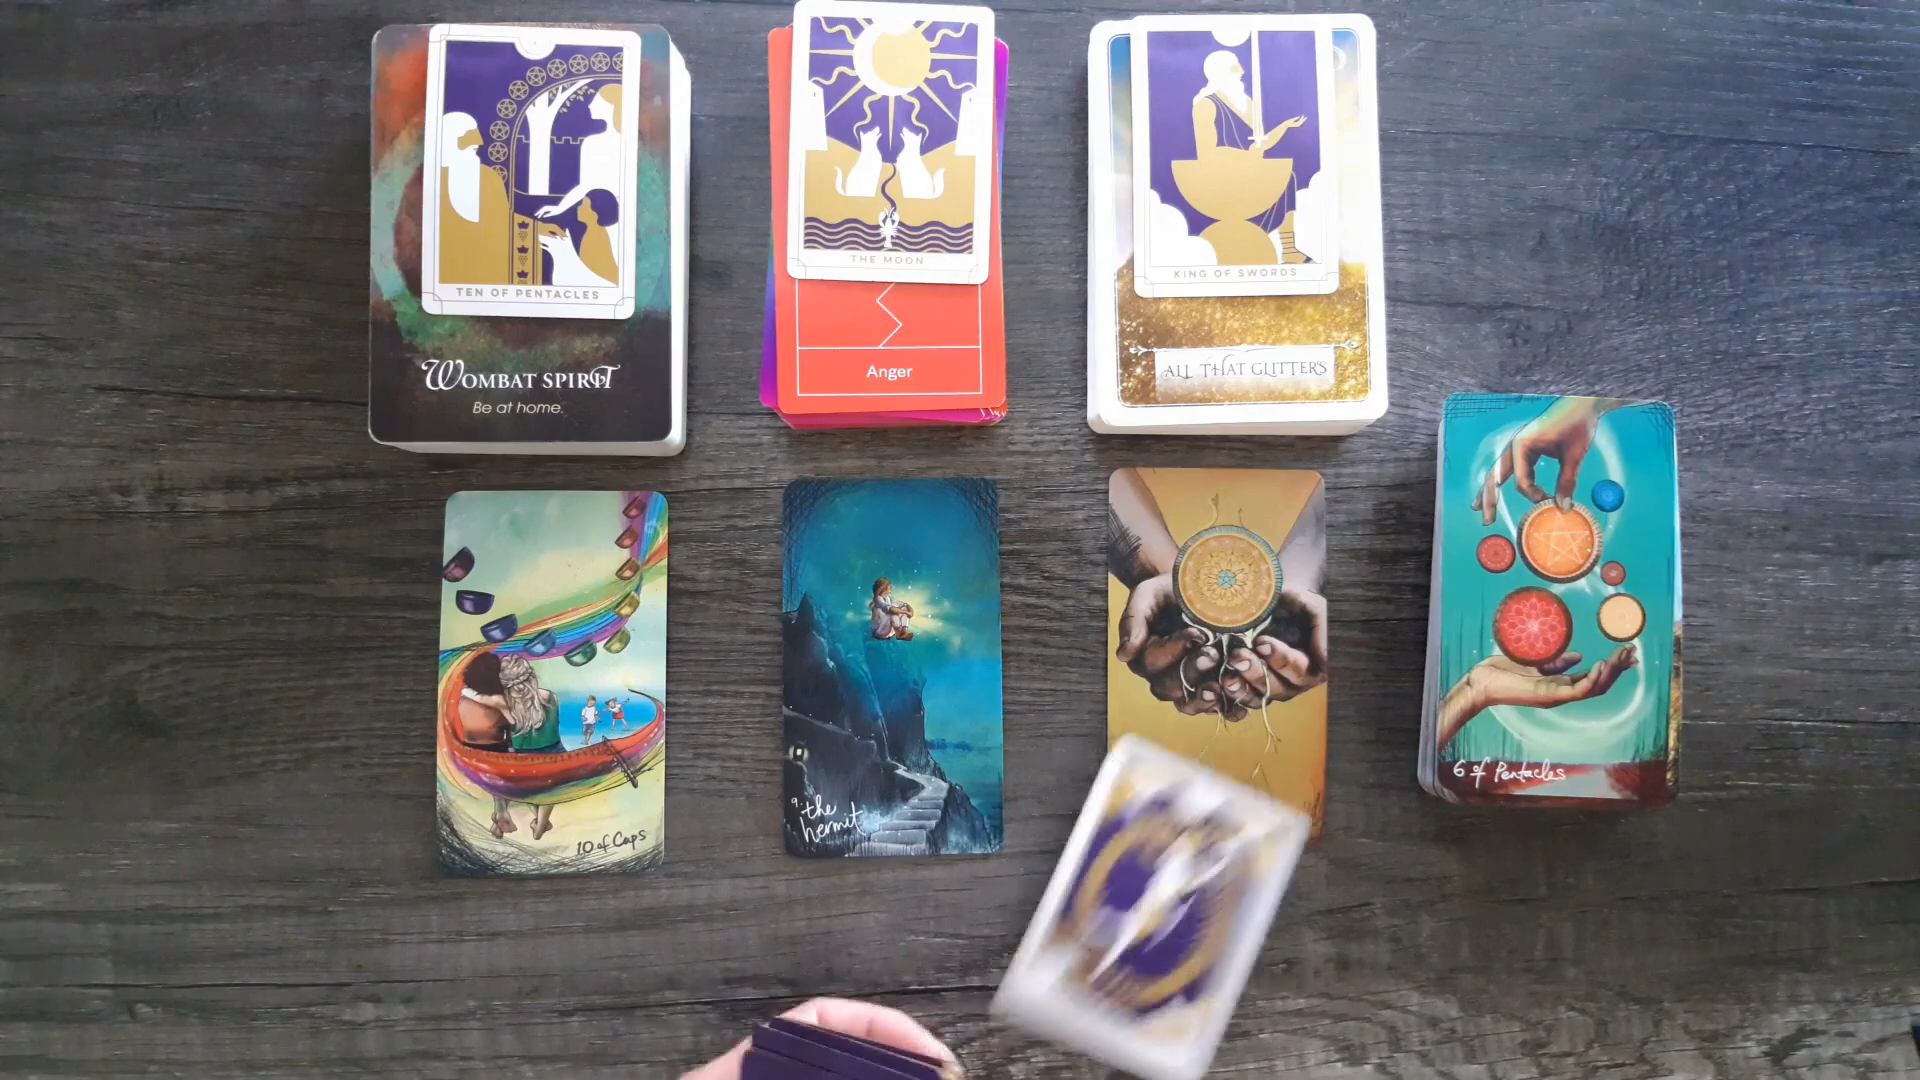 TEN OF PENTACLES
WOMBAT SPIRIT
Be at home.
THE MOON
Anger
KING OF SWORDS
ALL THAT GLITTERS
10 of Cups
9. the
hermit
6 of Pentacles